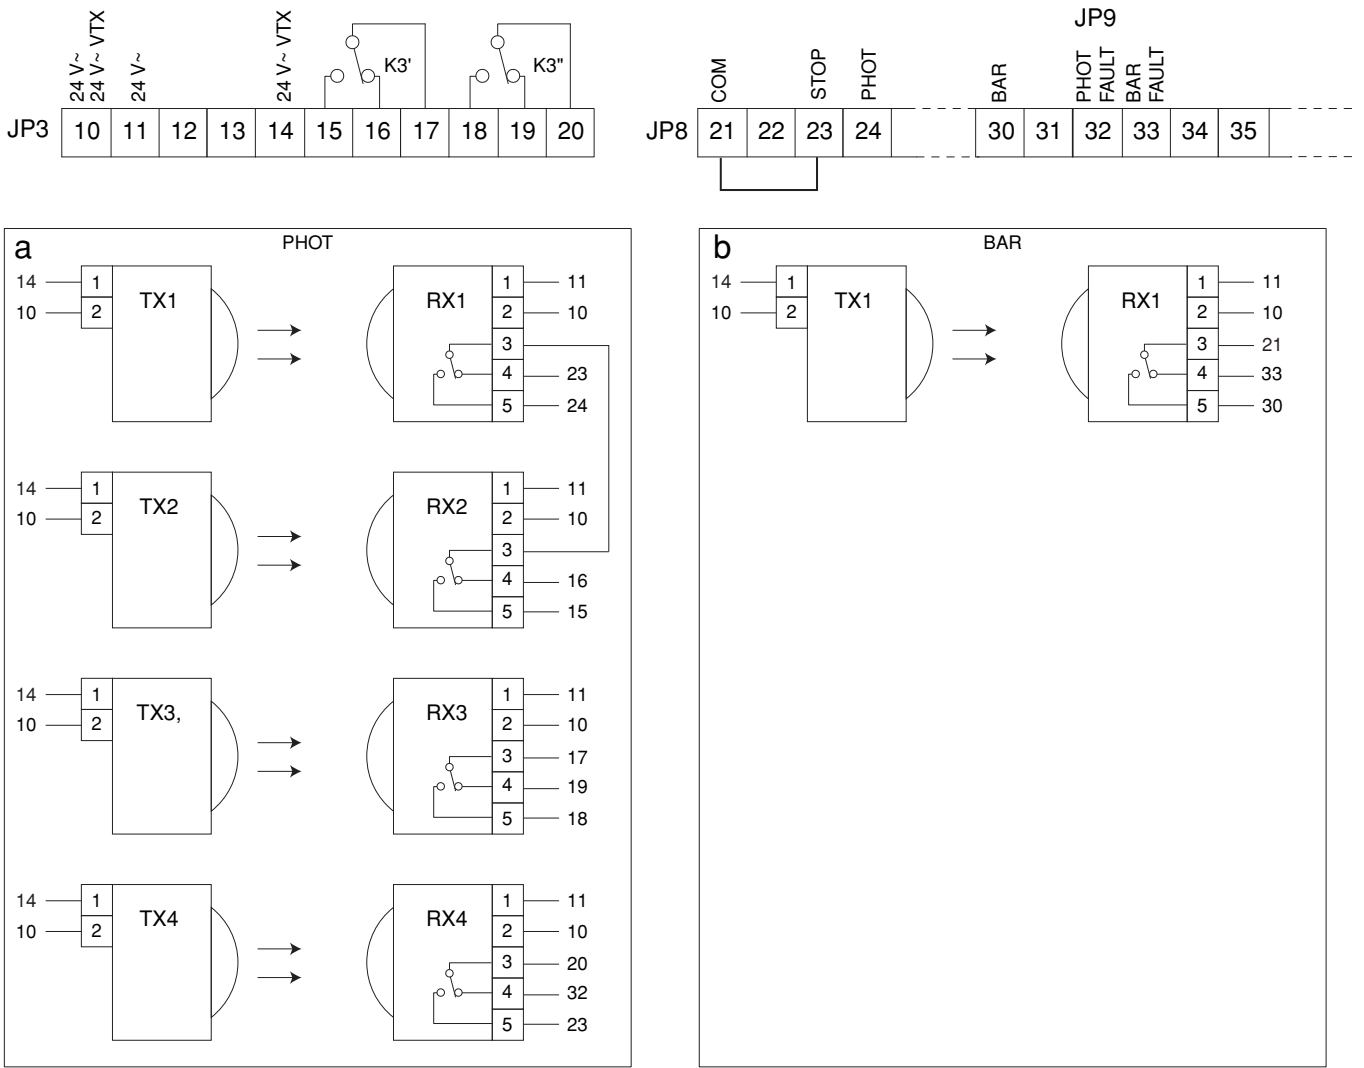 JP9
24 V~
24 V~ VTX
24 V~
24 V~ VTX
K3'
K3"
COM
STOP
PHOT
BAR
PHOT
FAULT
BAR
FAULT
JP3 10 11 12 13 14 15 16 17 18 19 20
JP8 21 22 23 24 30 31 32 33 34 35
a PHOT
14 1 TX1 RX1 1 11
10 2 2 10
3
4 23
5 24
14 1 TX2 RX2 1 11
10 2 2 10
3
4 16
5 15
14 1 TX3, RX3 1 11
10 2 2 10
3 17
4 19
5 18
14 1 TX4 RX4 1 11
10 2 2 10
3 20
4 32
5 23
b BAR
14 1 TX1 RX1 1 11
10 2 2 10
3 21
4 33
5 30